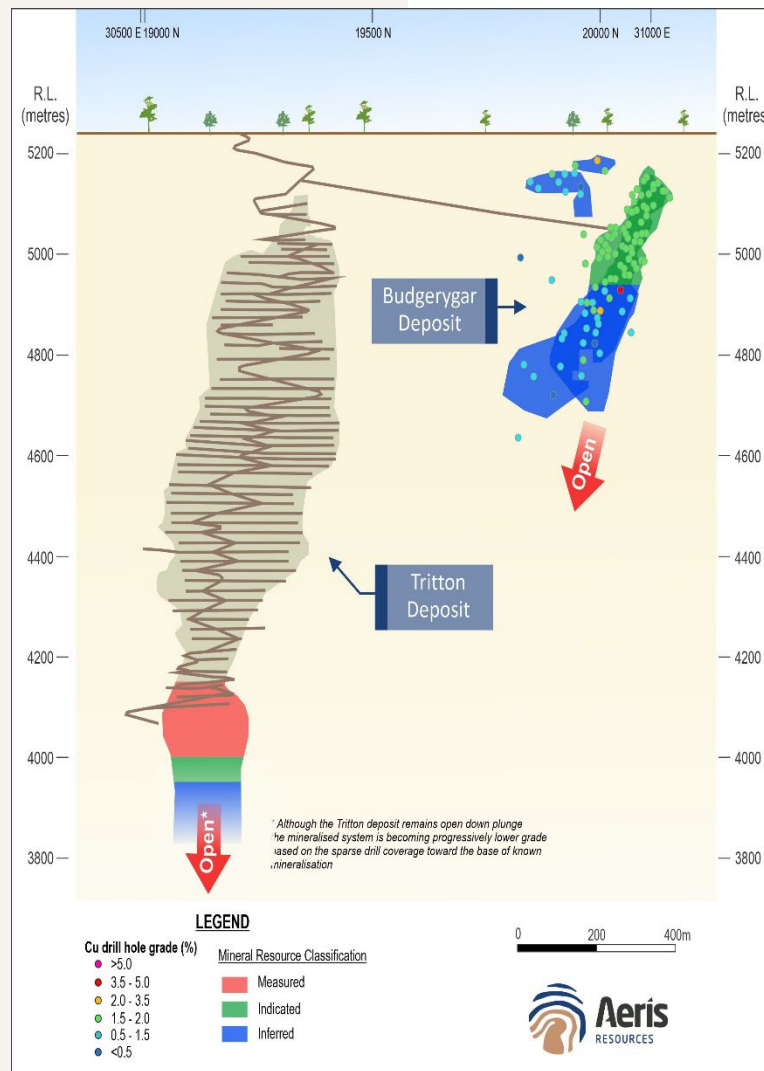 30500 E 19000 N
19500 N
20000 N 31000 E
R.L.
(metres)
R.L.
(metres)
5200
5200
5000
5000
Budgerygar
Deposit
4800
4800
4600
4600
Open
4400
4400
Tritton
Deposit
4200
4200
4000
4000
Open*
* Although the Tritton deposit remains open down plunge
the mineralised system is becoming progressively lower grade
based on the sparse drill coverage toward the base of known
mineralisation
3800
3800
LEGEND
Cu drill hole grade (%)
>5.0
3.5 - 5.0
2.0 - 3.5
1.5 - 2.0
0.5 - 1.5
<0.5
Mineral Resource Classification
Measured
Indicated
Inferred
0 200 400m
Aeris
RESOURCES